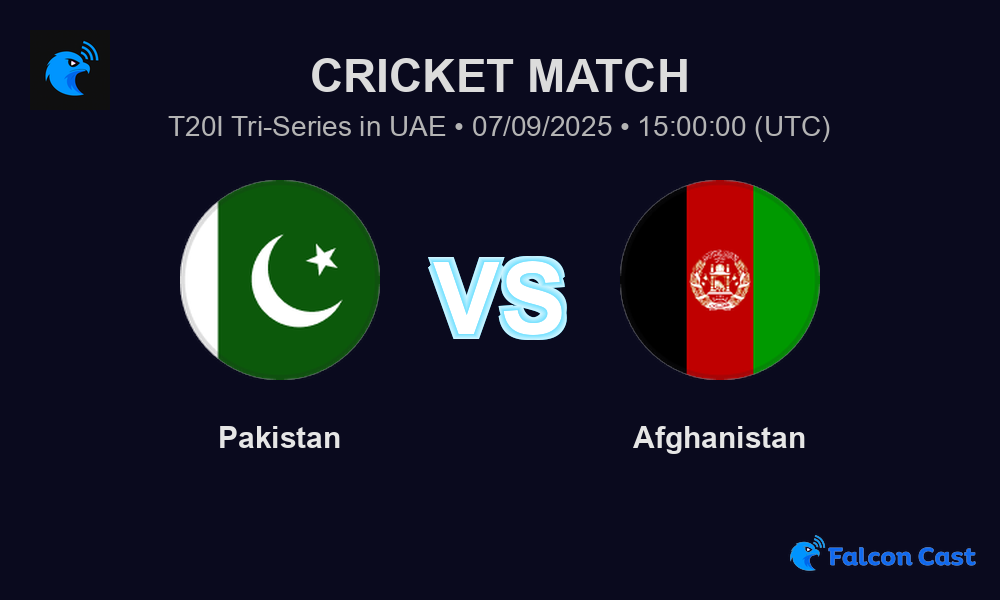 CRICKET MATCH
T20I Tri-Series in UAE • 07/09/2025 • 15:00:00 (UTC)
VS
Pakistan
Afghanistan
Falcon Cast